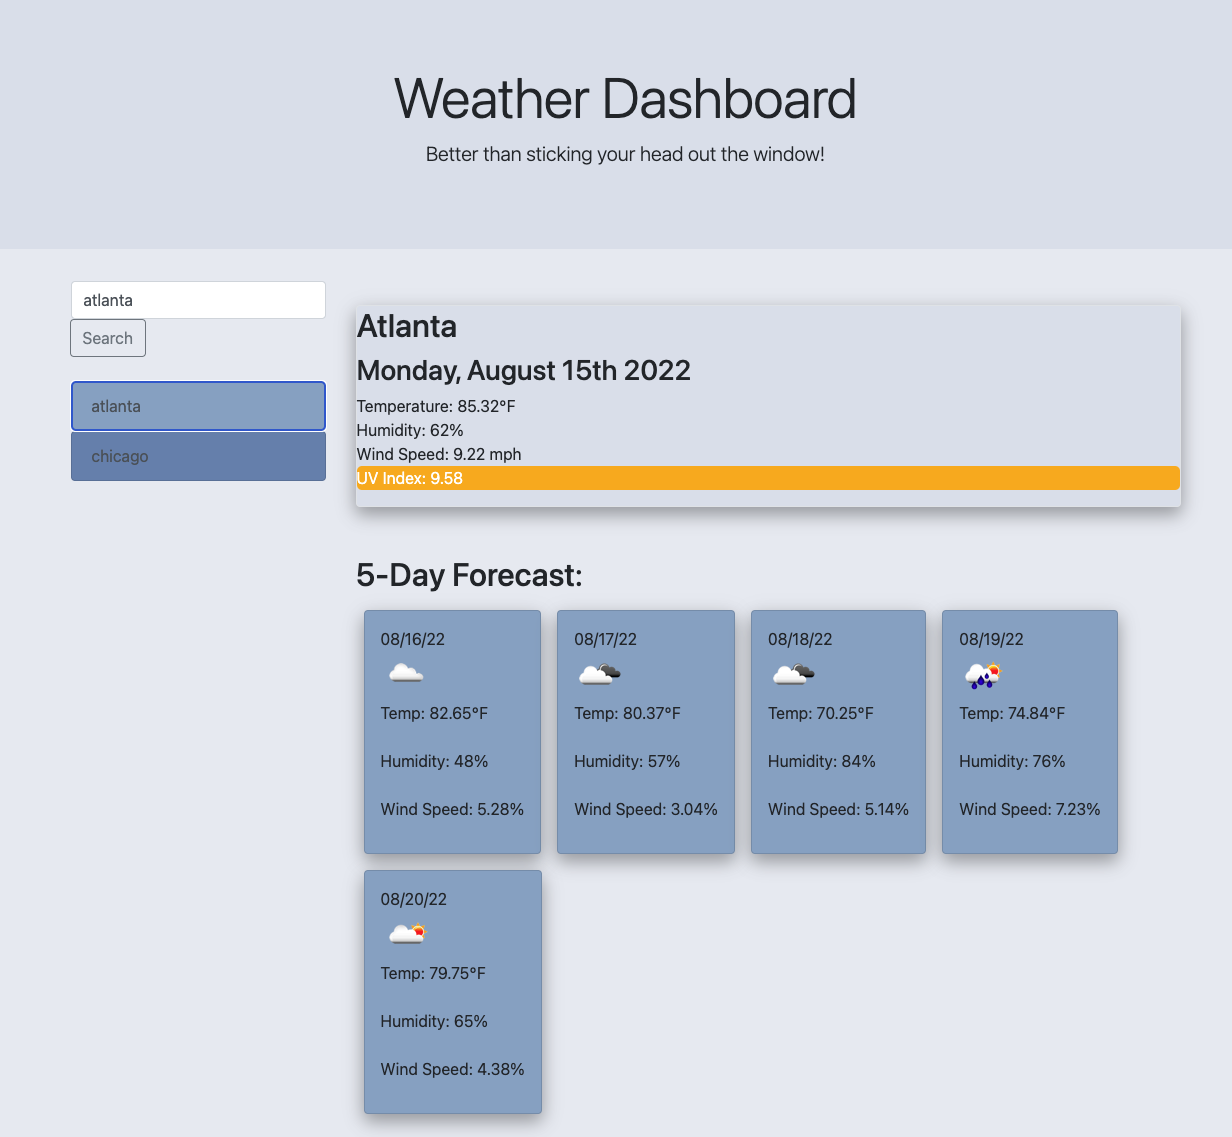 Weather Dashboard
Better than sticking your head out the window!
atlanta
Search
atlanta
chicago
Atlanta
Monday, August 15th 2022
Temperature: 85.32°F
Humidity: 62%
Wind Speed: 9.22 mph
UV Index: 9.58
5-Day Forecast:
08/16/22
Temp: 82.65°F
Humidity: 48%
Wind Speed: 5.28%
08/17/22
Temp: 80.37°F
Humidity: 57%
Wind Speed: 3.04%
08/18/22
Temp: 70.25°F
Humidity: 84%
Wind Speed: 5.14%
08/19/22
Temp: 74.84°F
Humidity: 76%
Wind Speed: 7.23%
08/20/22
Temp: 79.75°F
Humidity: 65%
Wind Speed: 4.38%